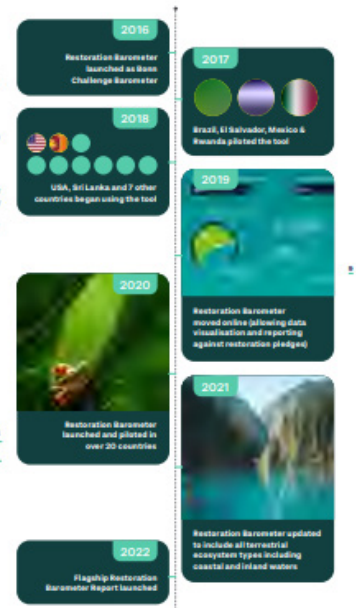 2016
Restoration Barometer
launched as Bonn
Challenge Barometer
2017
Brazil, El Salvador, Mexico &
Rwanda piloted the tool
2018
USA, Sri Lanka and 7 other
countries began using the tool
2019
Restoration Barometer
moved online (allowing data
visualisation and reporting
against restoration pledges)
2020
Restoration Barometer
launched and piloted in
over 20 countries
2021
Restoration Barometer updated
to include all terrestrial
ecosystem types including
coastal and inland waters
2022
Flagship Restoration
Barometer Report launched